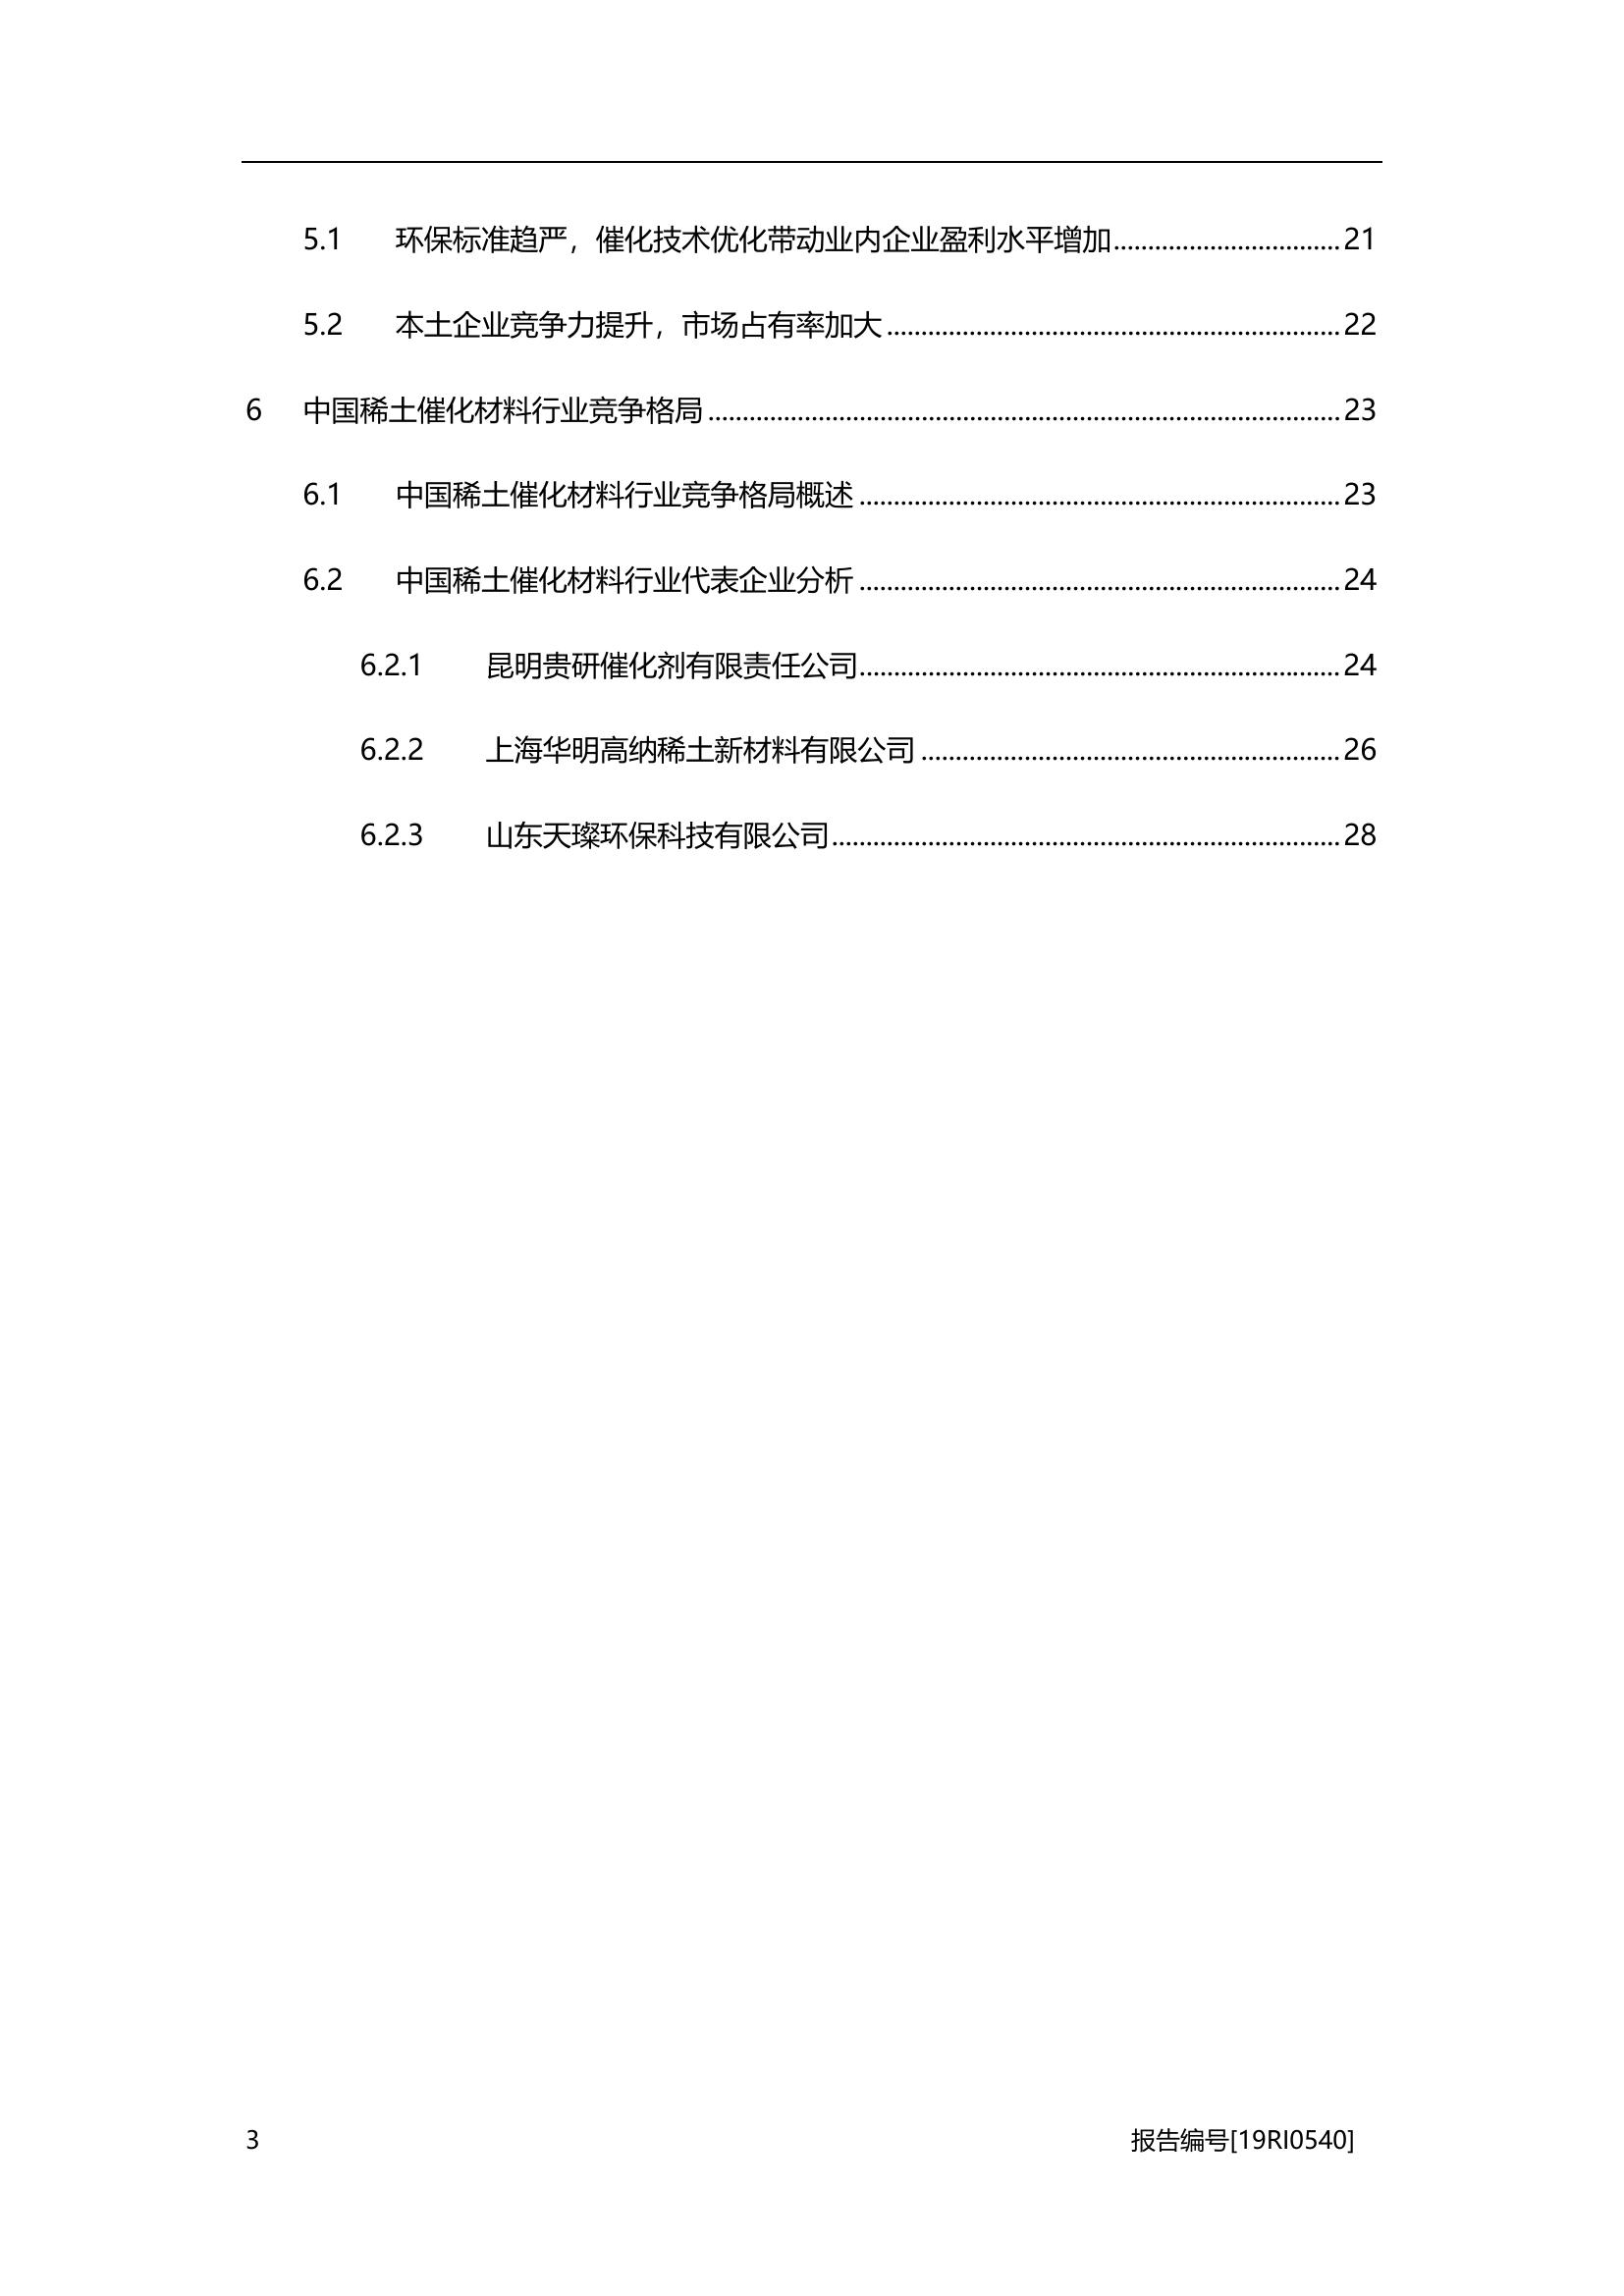 5.1 环保标准趋严，催化技术优化带动业内企业盈利水平增加................................. 21
5.2 本土企业竞争力提升，市场占有率加大.................................................................. 22
6 中国稀土催化材料行业竞争格局............................................................................................ 23
6.1 中国稀土催化材料行业竞争格局概述...................................................................... 23
6.2 中国稀土催化材料行业代表企业分析...................................................................... 24
6.2.1 昆明贵研催化剂有限责任公司...................................................................... 24
6.2.2 上海华明高纳稀土新材料有限公司............................................................. 26
6.2.3 山东天璨环保科技有限公司.......................................................................... 28
3 报告编号[19RI0540]